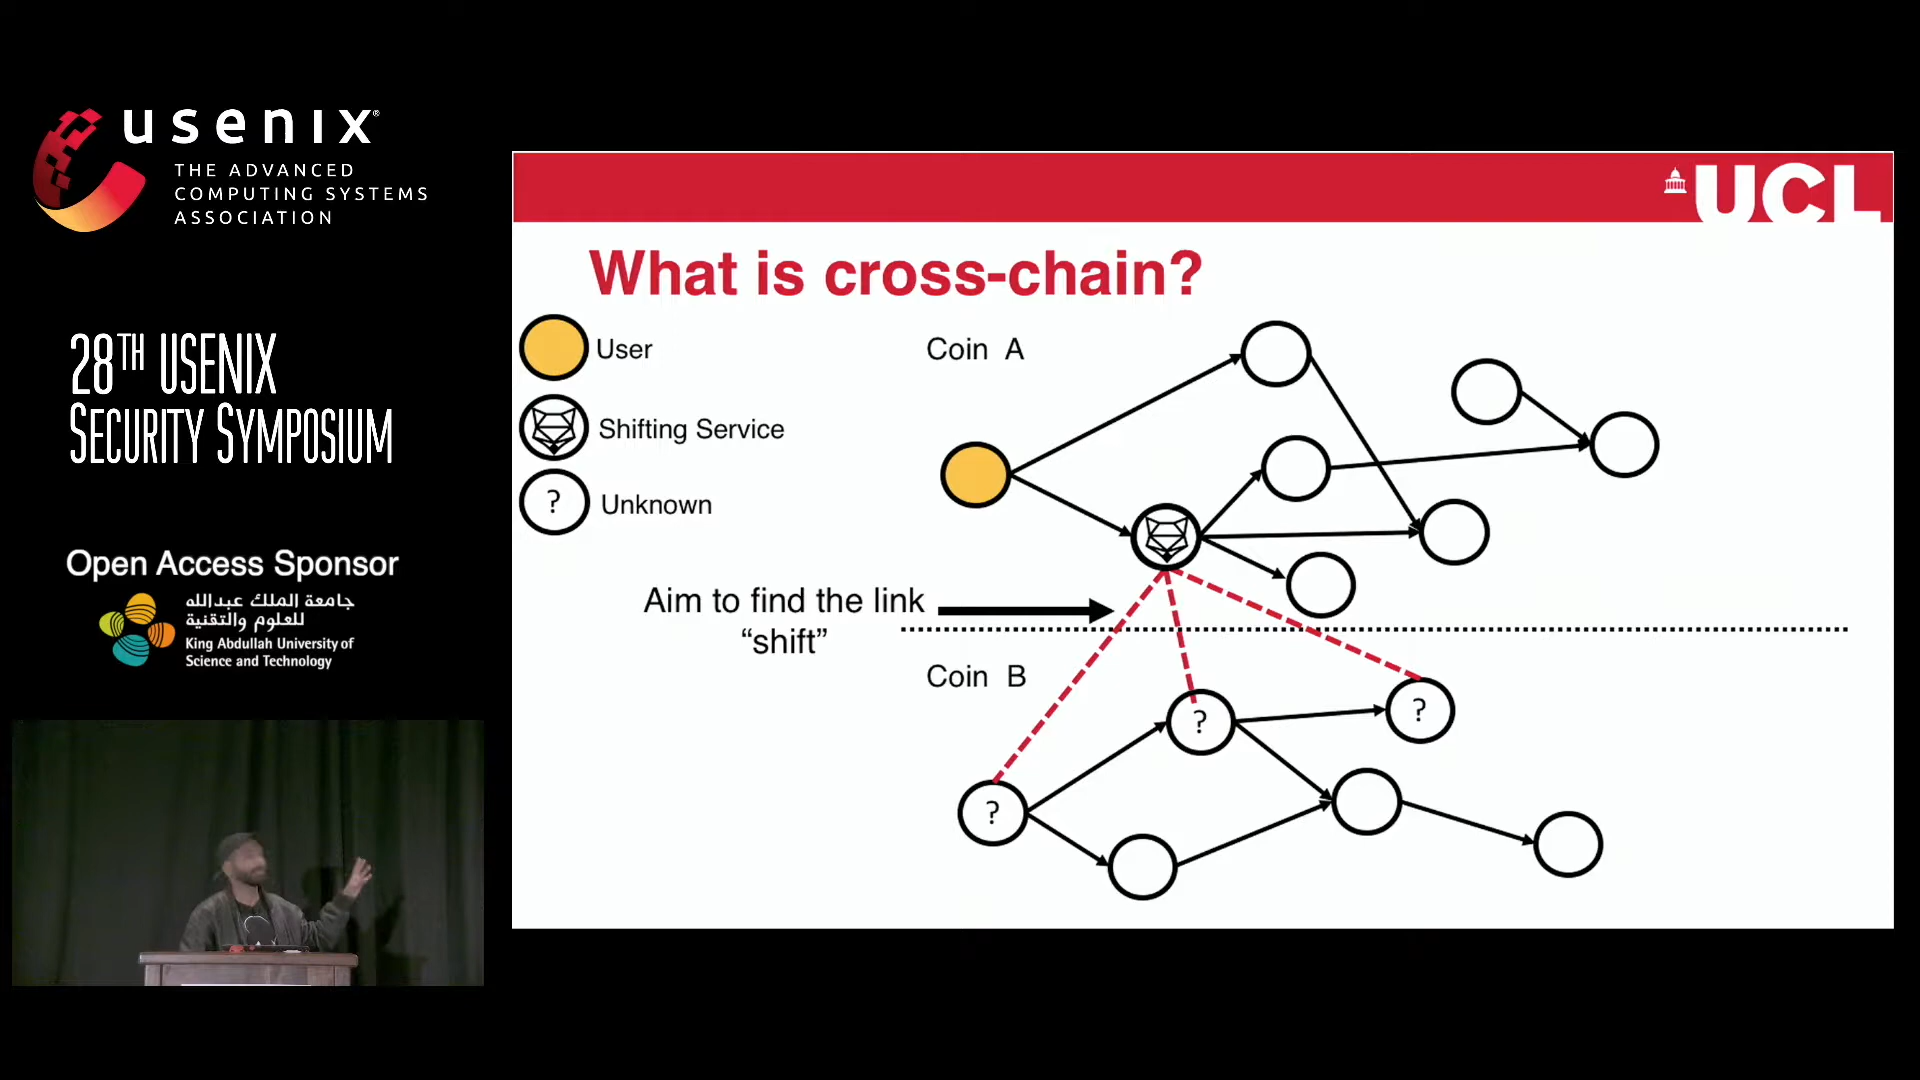 usenix®
THE ADVANCED
COMPUTING SYSTEMS
ASSOCIATION
28TH USENIX
SECURITY SYMPOSIUM
Open Access Sponsor
جامعة الملك عبدالله
للعلوم والتقنية
King Abdullah University of
Science and Technology
UCL
What is cross-chain?
User
Shifting Service
?
Unknown
Coin A
Aim to find the link
“shift”
Coin B
?
?
?